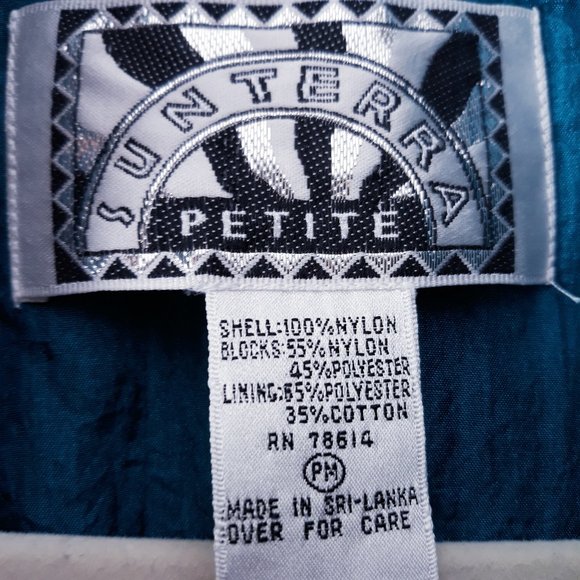 SUNTERRA
PETITE
SHELL:100%NYLON
BLOCKS:55%NYLON
45%POLYESTER
LINING:65%POLYESTER
35%COTTON
RN 78614
PM
MADE IN SRI-LANKA
OVER FOR CARE